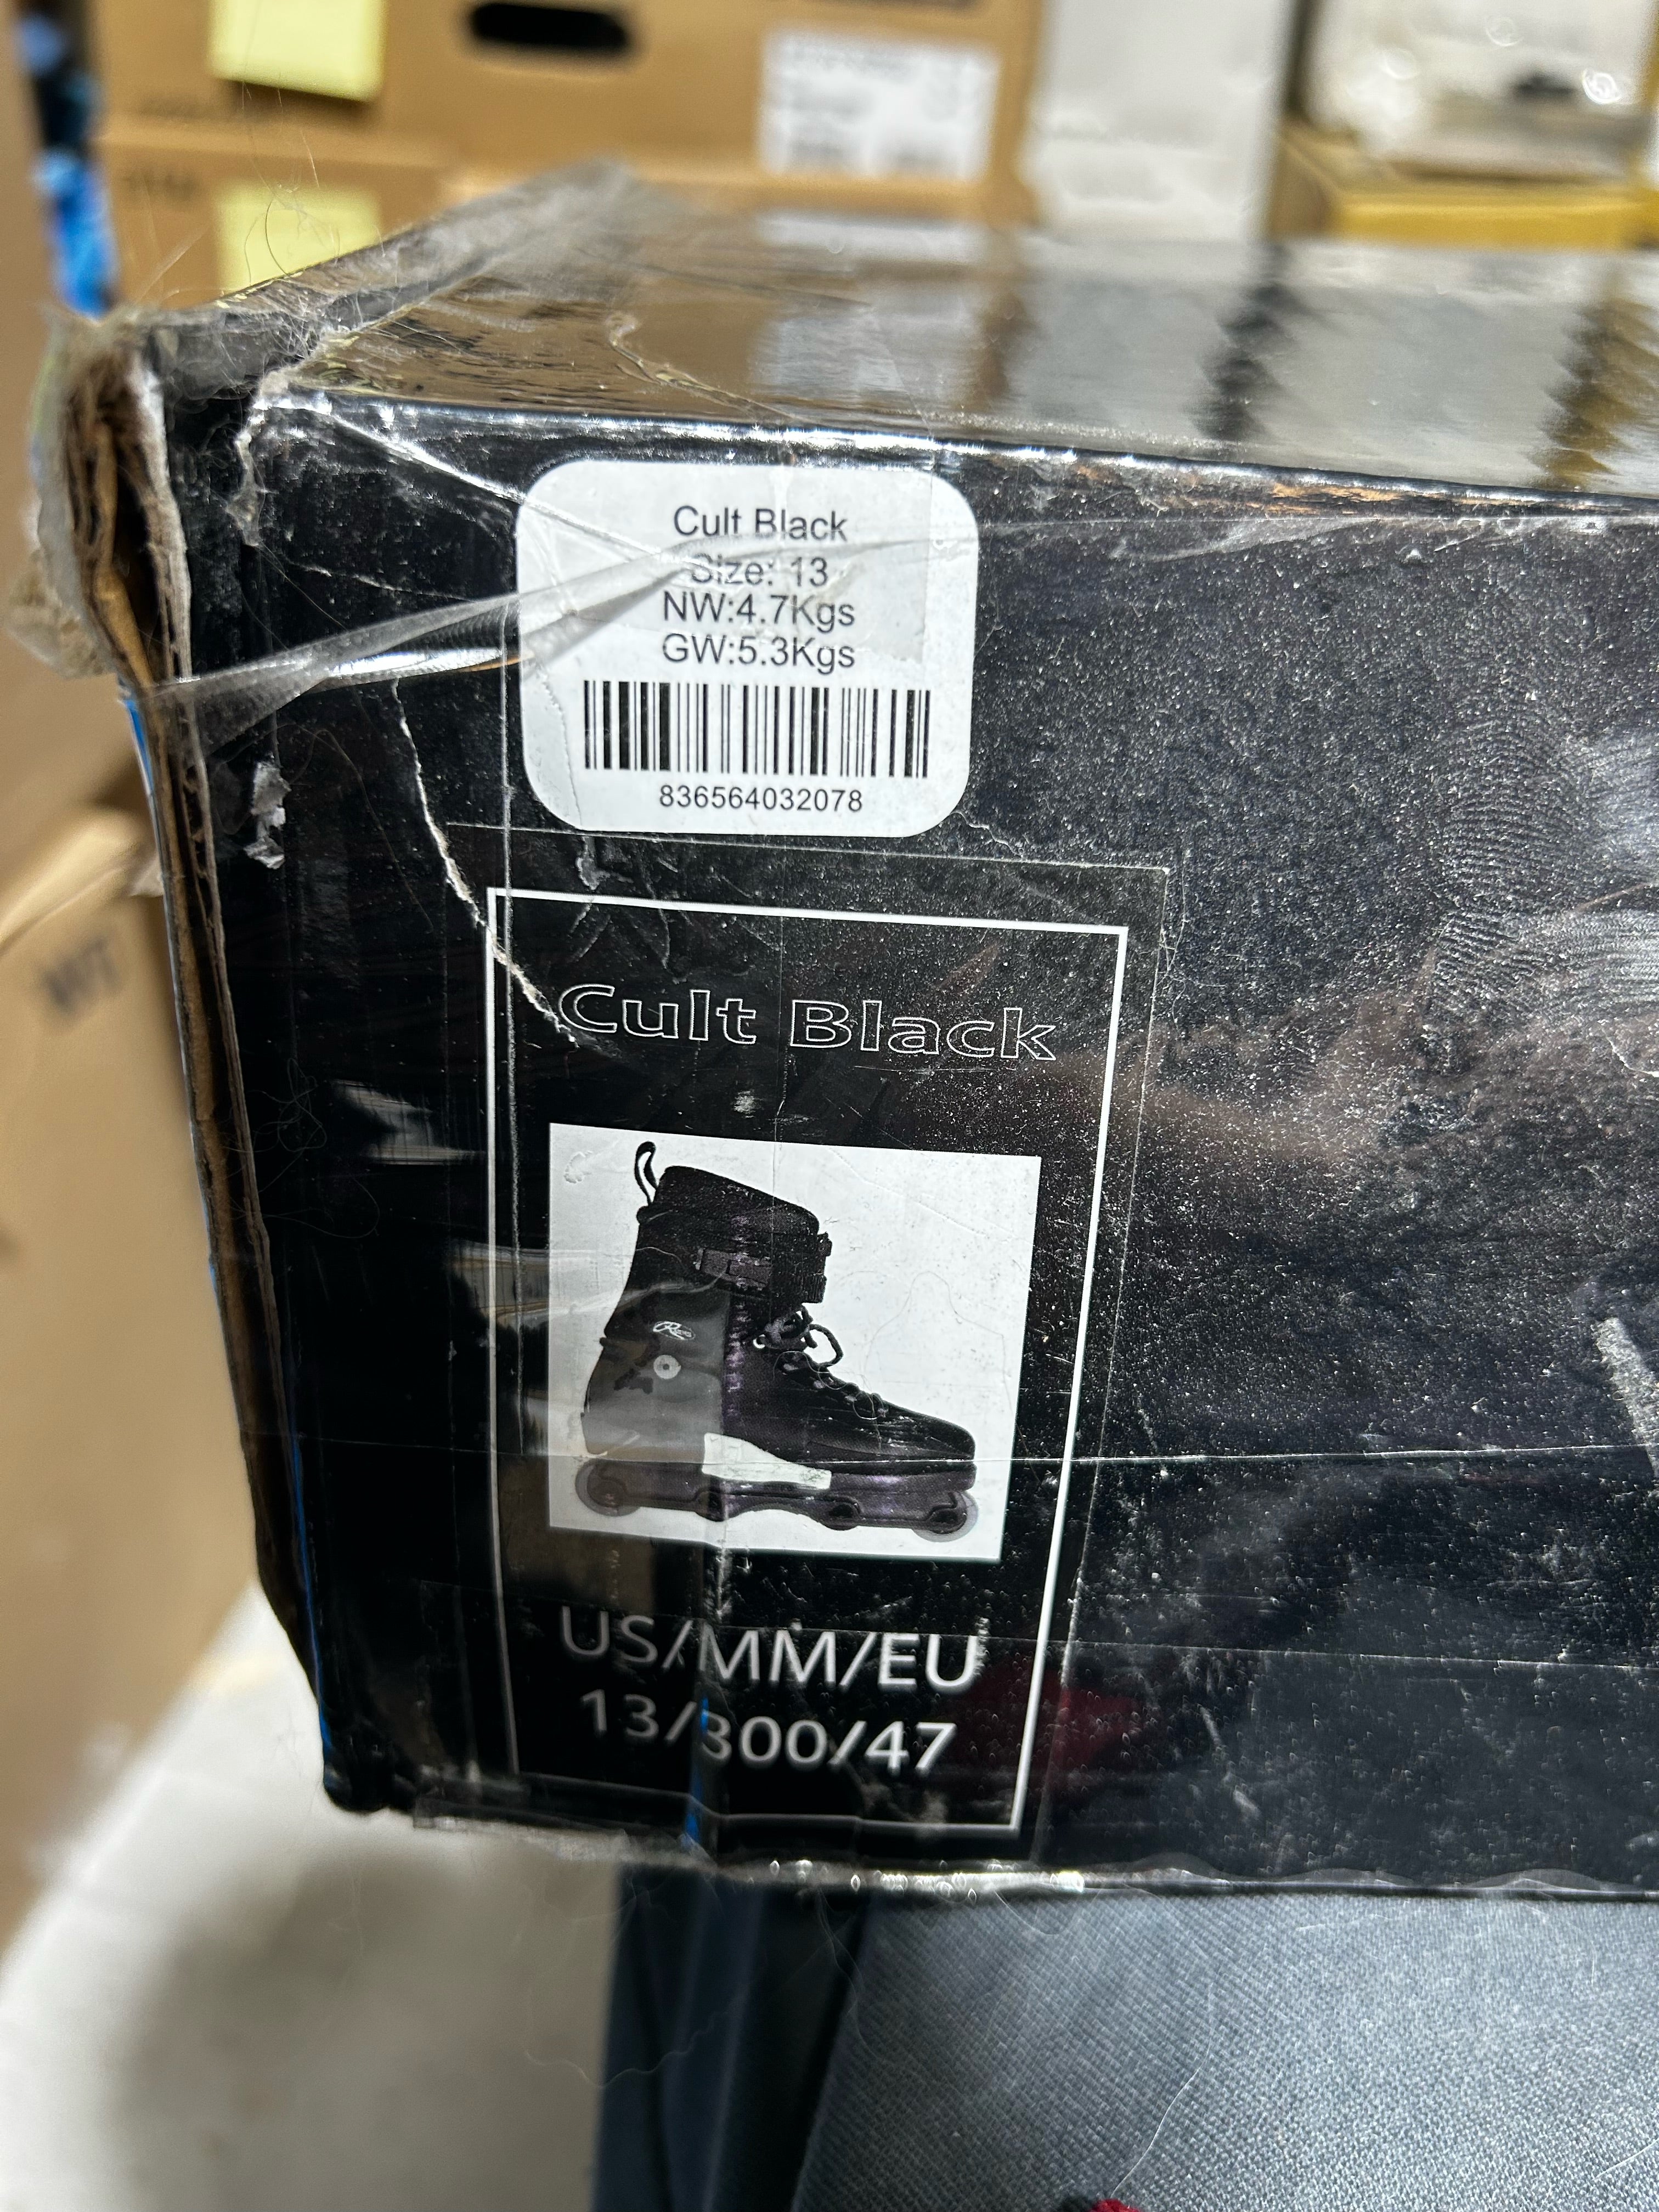 Cult Black
Size: 13
NW:4.7Kgs
GW:5.3Kgs
836564032078
Cult Black
US/MM/EU
13/300/47